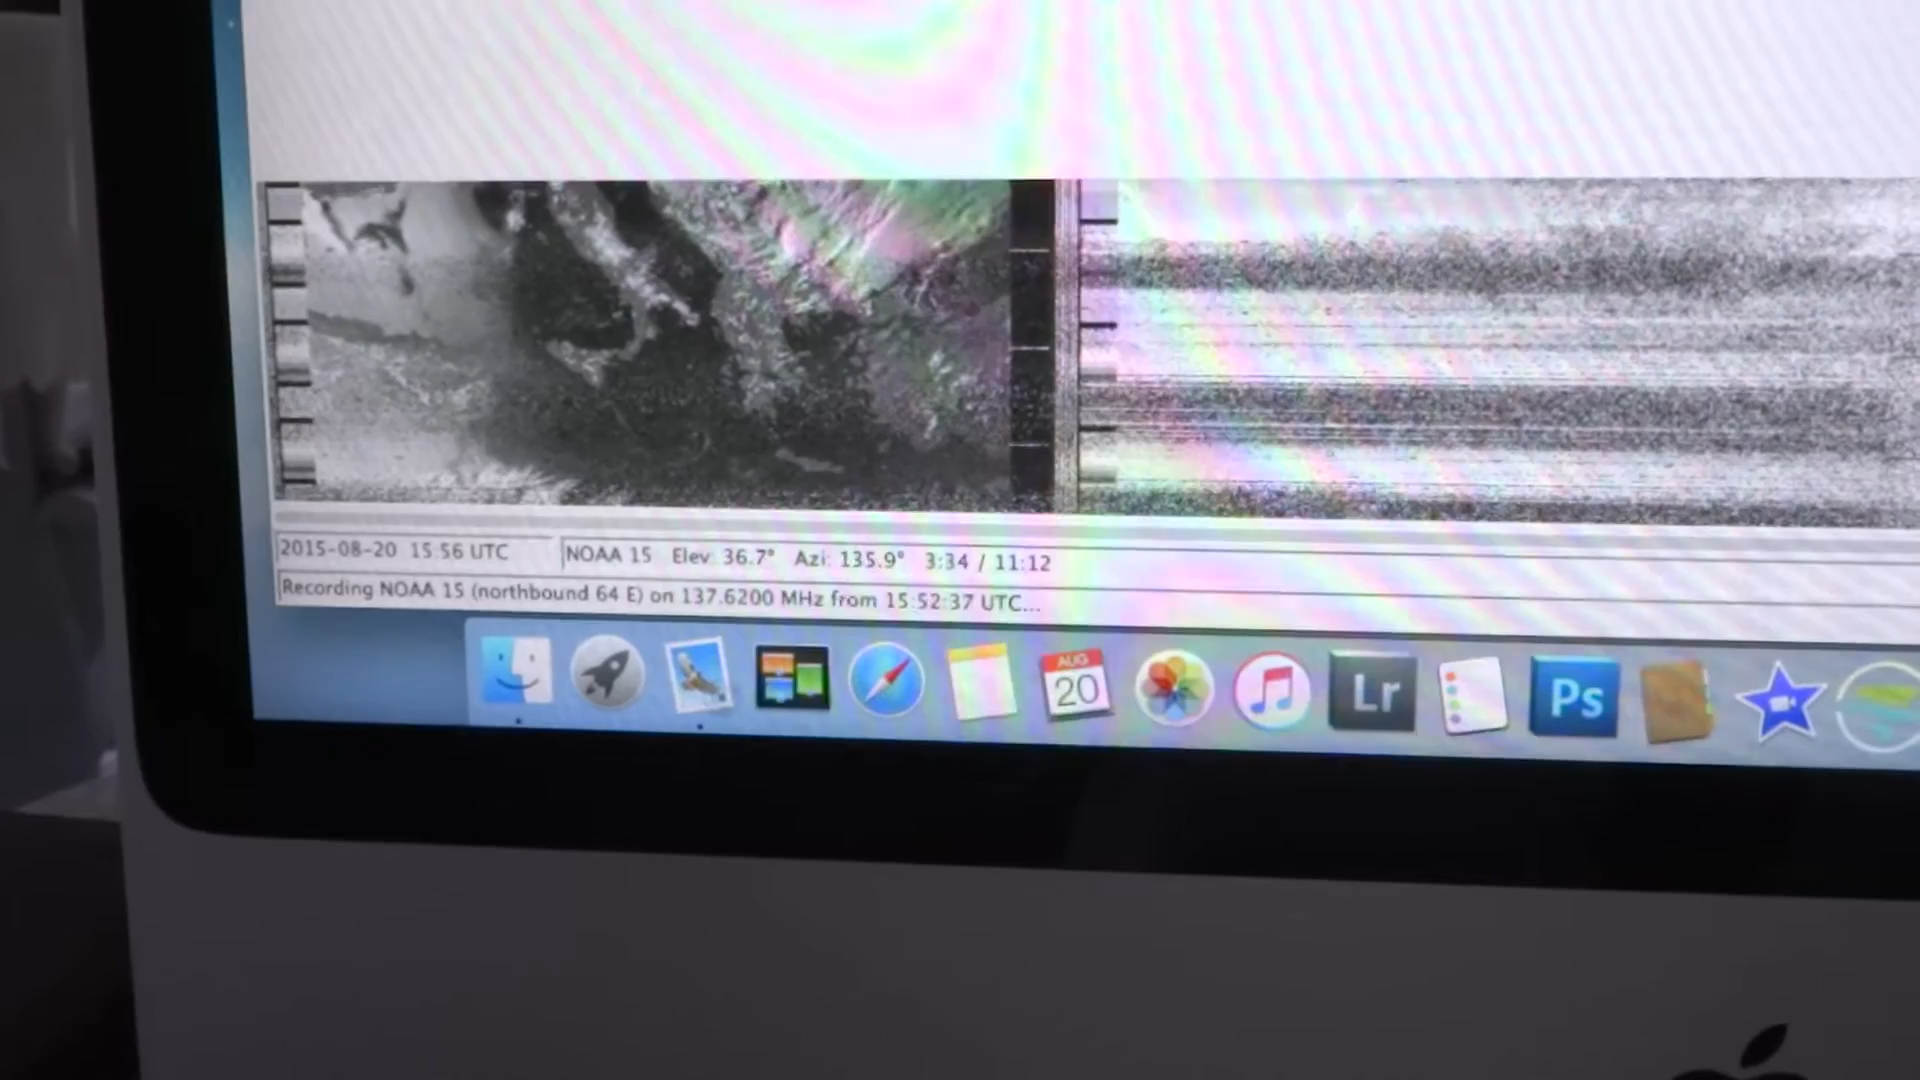 2015-08-20 15:56 UTC
NOAA 15 Elev: 36.7° Azi: 135.9° 3:34 / 11:12
Recording NOAA 15 (northbound 64 E) on 137.6200 MHz from 15:52:37 UTC...
AUG
20
Lr
Ps